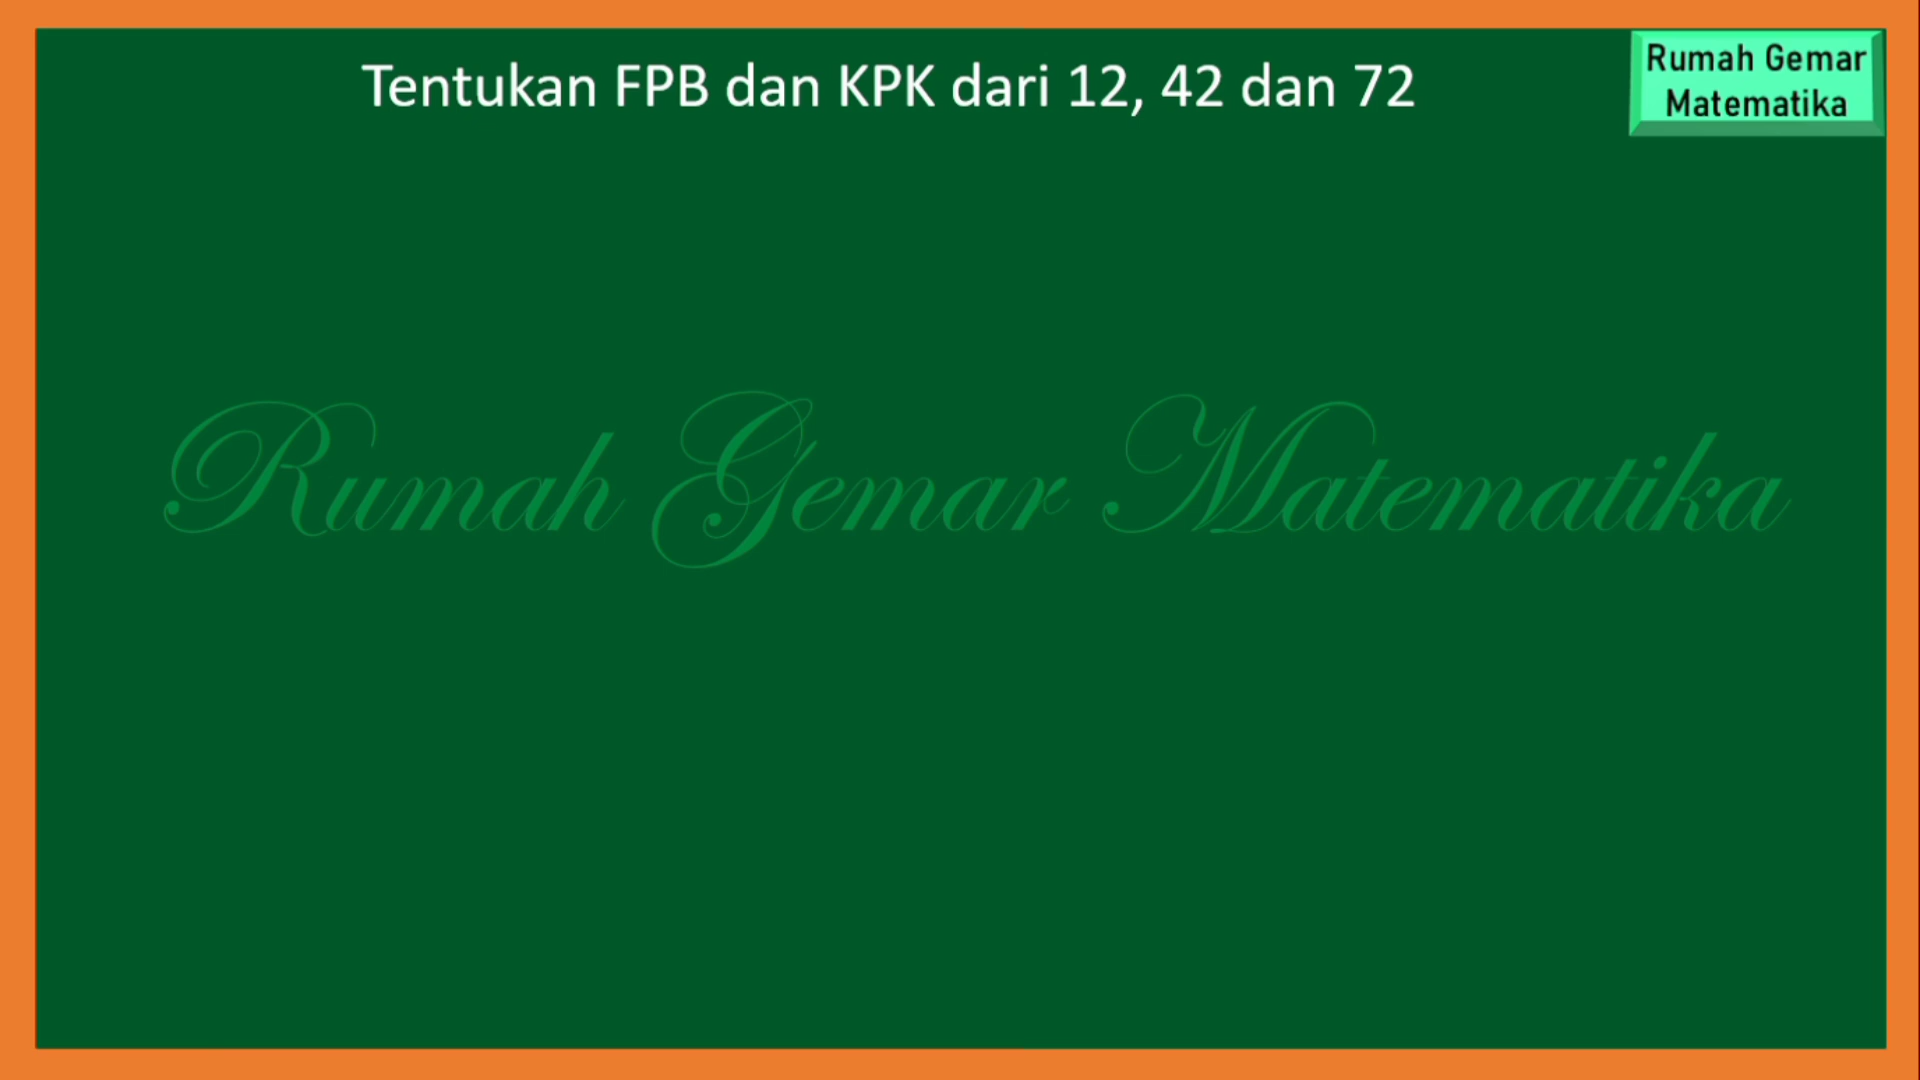 Tentukan FPB dan KPK dari 12, 42 dan 72
Rumah Gemar
Matematika
Rumah Gemar Matematika